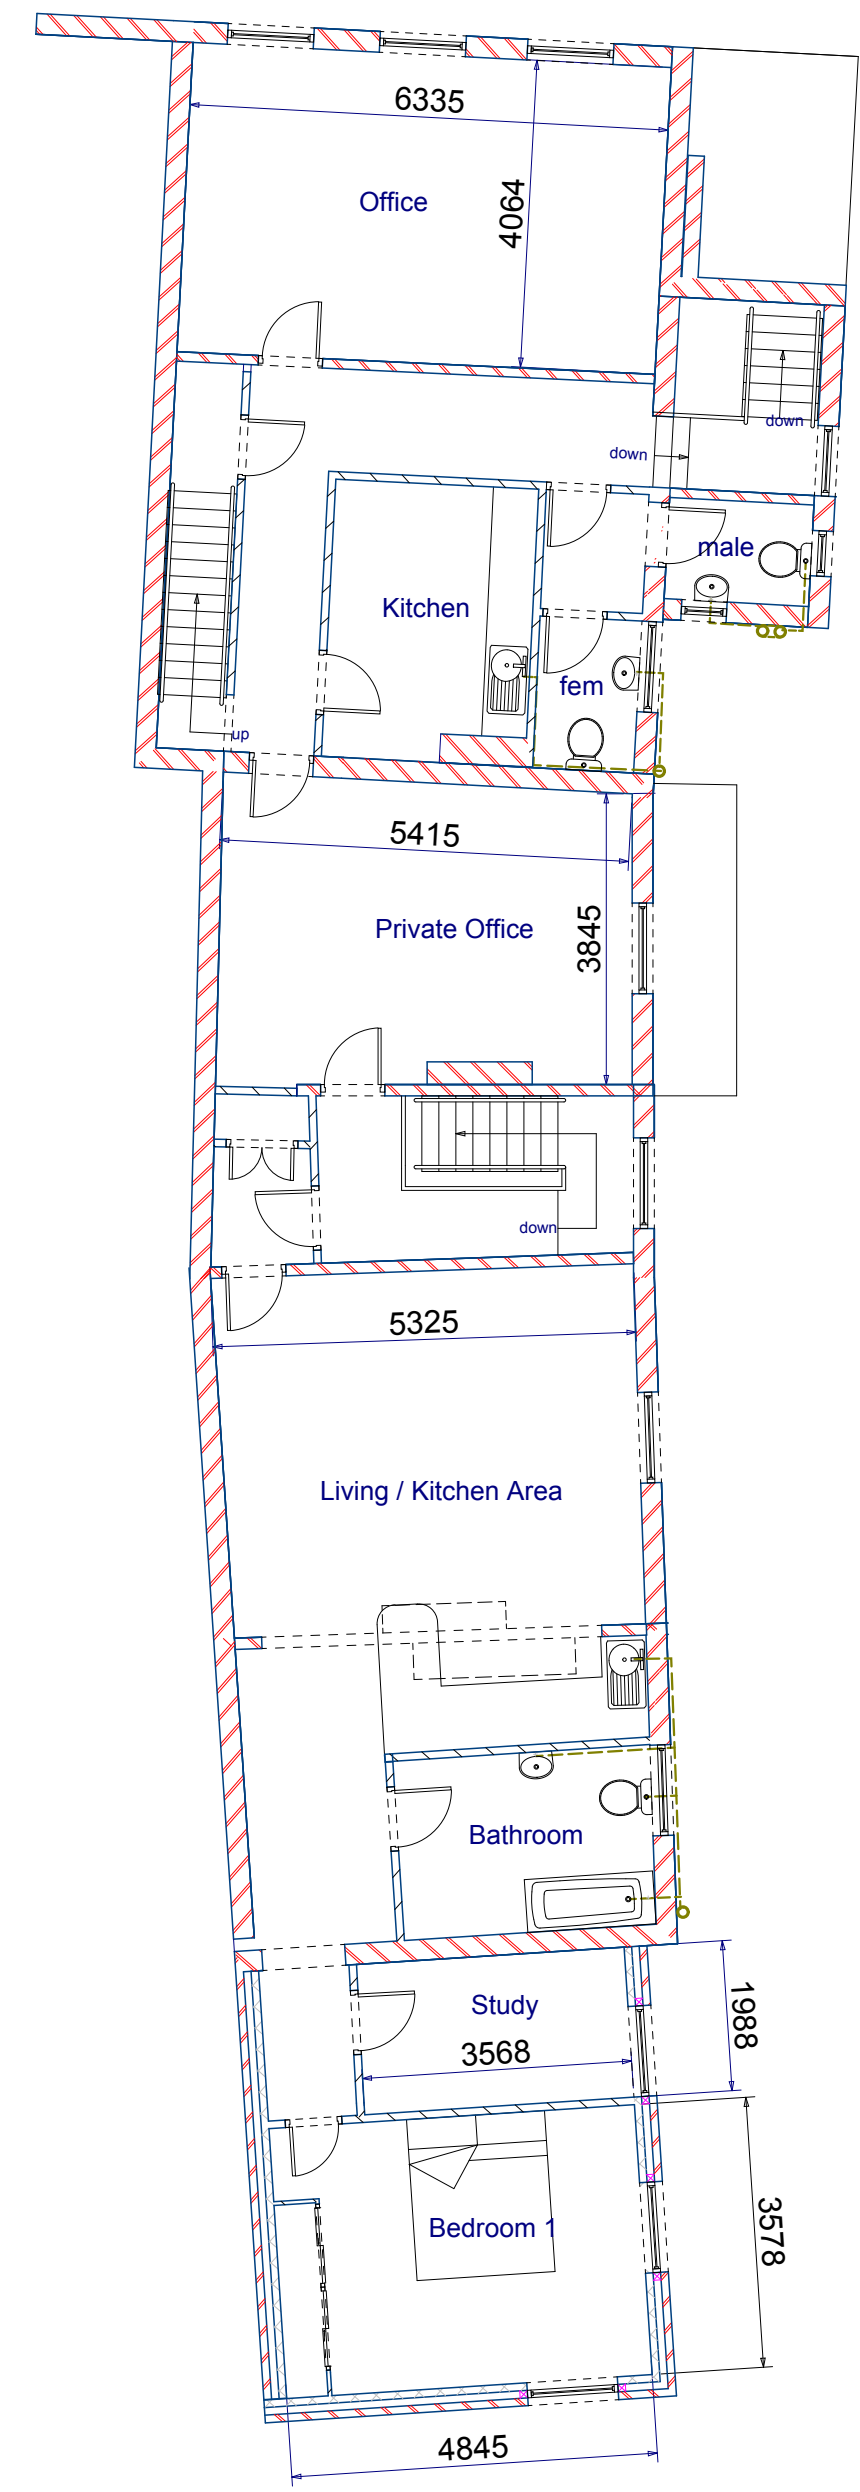 6335
Office
4064
down
down
male
Kitchen
fem
up
5415
Private Office
3845
down
5325
Living / Kitchen Area
Bathroom
Study
1988
3568
3578
Bedroom 1
4845